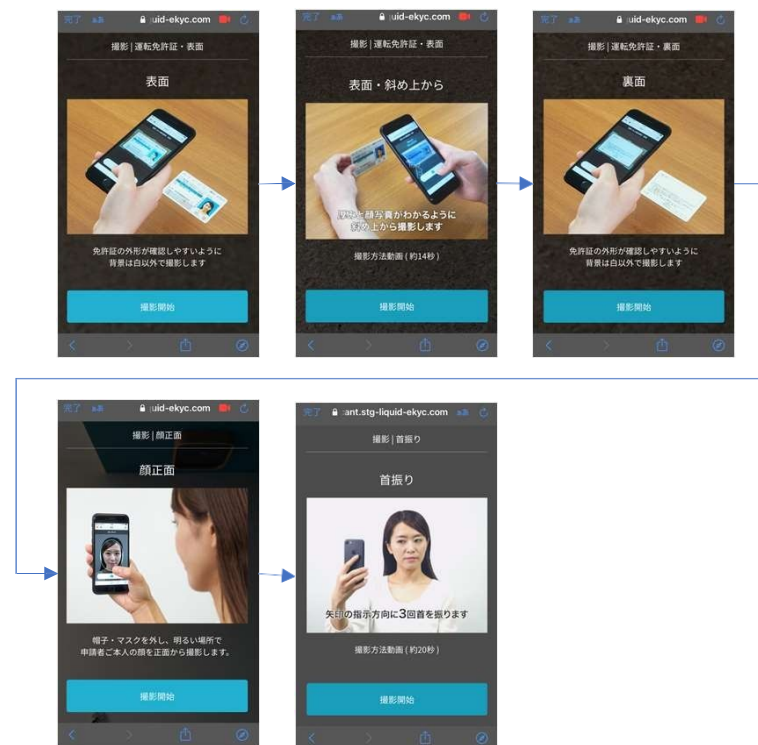 完了 ああ uid-ekyc.com
撮影 | 運転免許証・表面
表面
免許証の外形が確認しやすいように
背景は白以外で撮影します
撮影開始
完了 ああ uid-ekyc.com
撮影 | 運転免許証・表面
表面・斜め上から
厚みと顔写真がわかるように
斜め上から撮影します
撮影方法動画 ( 約14秒 )
撮影開始
完了 ああ uid-ekyc.com
撮影 | 運転免許証・裏面
裏面
免許証の外形が確認しやすいように
背景は白以外で撮影します
撮影開始
完了 ああ uid-ekyc.com
撮影 | 顔正面
顔正面
帽子・マスクを外し、明るい場所で
申請者ご本人の顔を正面から撮影します。
撮影開始
完了 ant.stg-liquid-ekyc.com ああ
撮影 | 首振り
首振り
矢印の指示方向に3回首を振ります
撮影方法動画 ( 約20秒 )
撮影開始